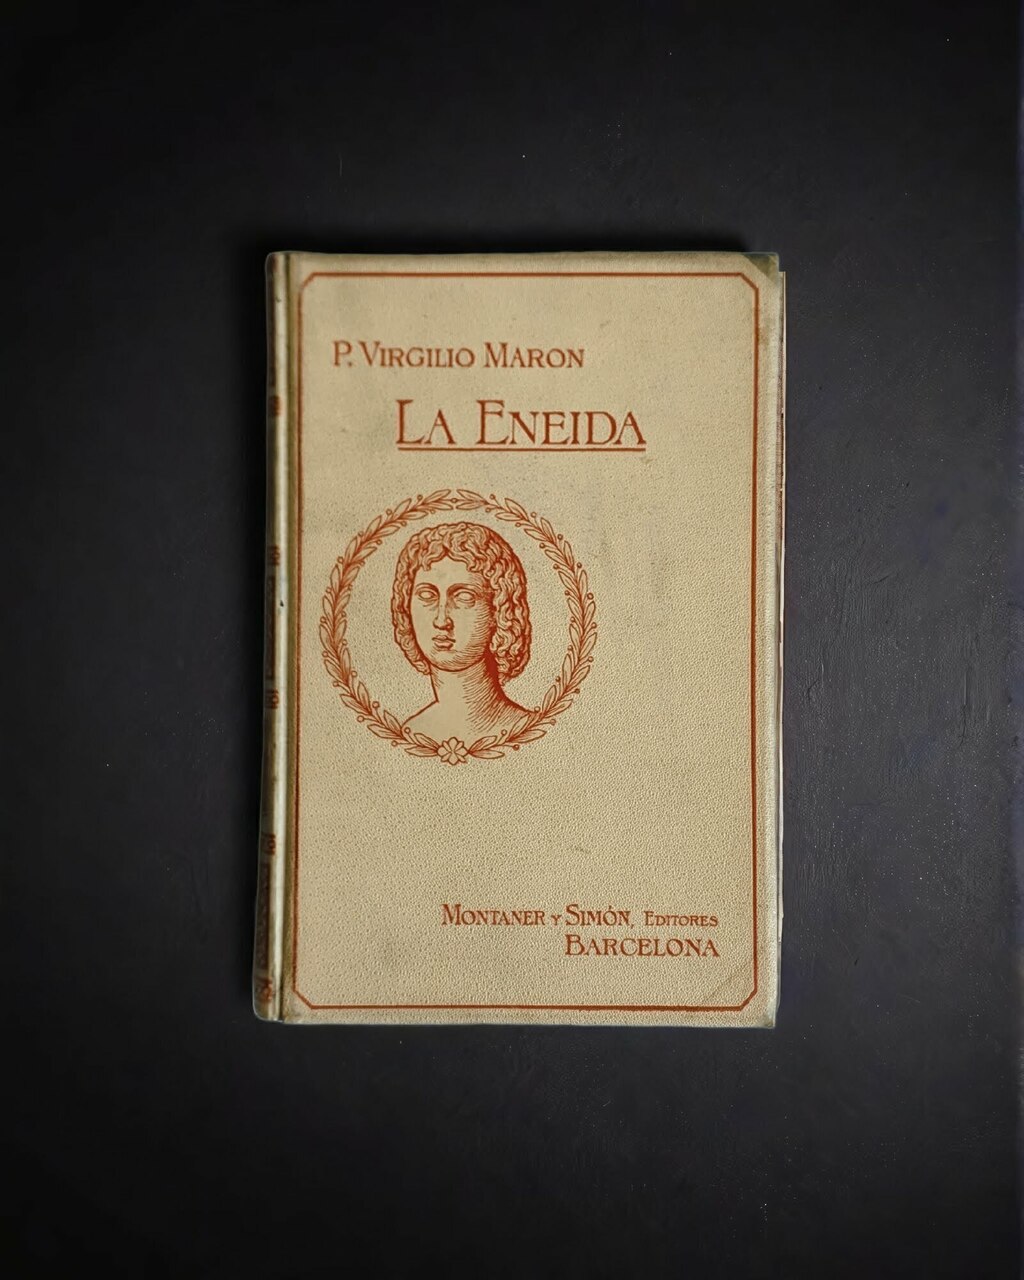 P. VIRGILIO MARON
LA ENEIDA
MONTANER Y SIMÓN, EDITORES
BARCELONA